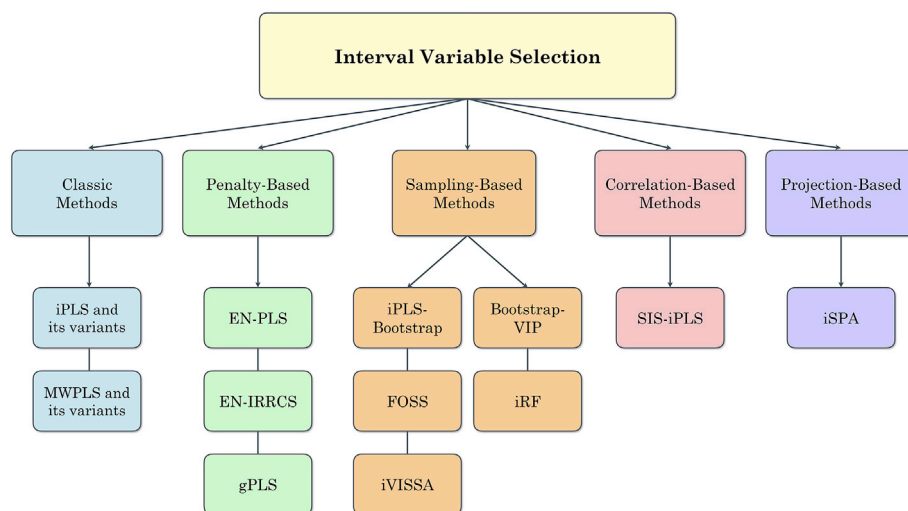 Interval Variable Selection
Classic
Methods
Penalty-Based
Methods
Sampling-Based
Methods
Correlation-Based
Methods
Projection-Based
Methods
iPLS and
its variants
EN-PLS
iPLS-
Bootstrap
Bootstrap-
VIP
SIS-iPLS
iSPA
MWPLS and
its variants
EN-IRRCS
FOSS
iRF
gPLS
iVISSA